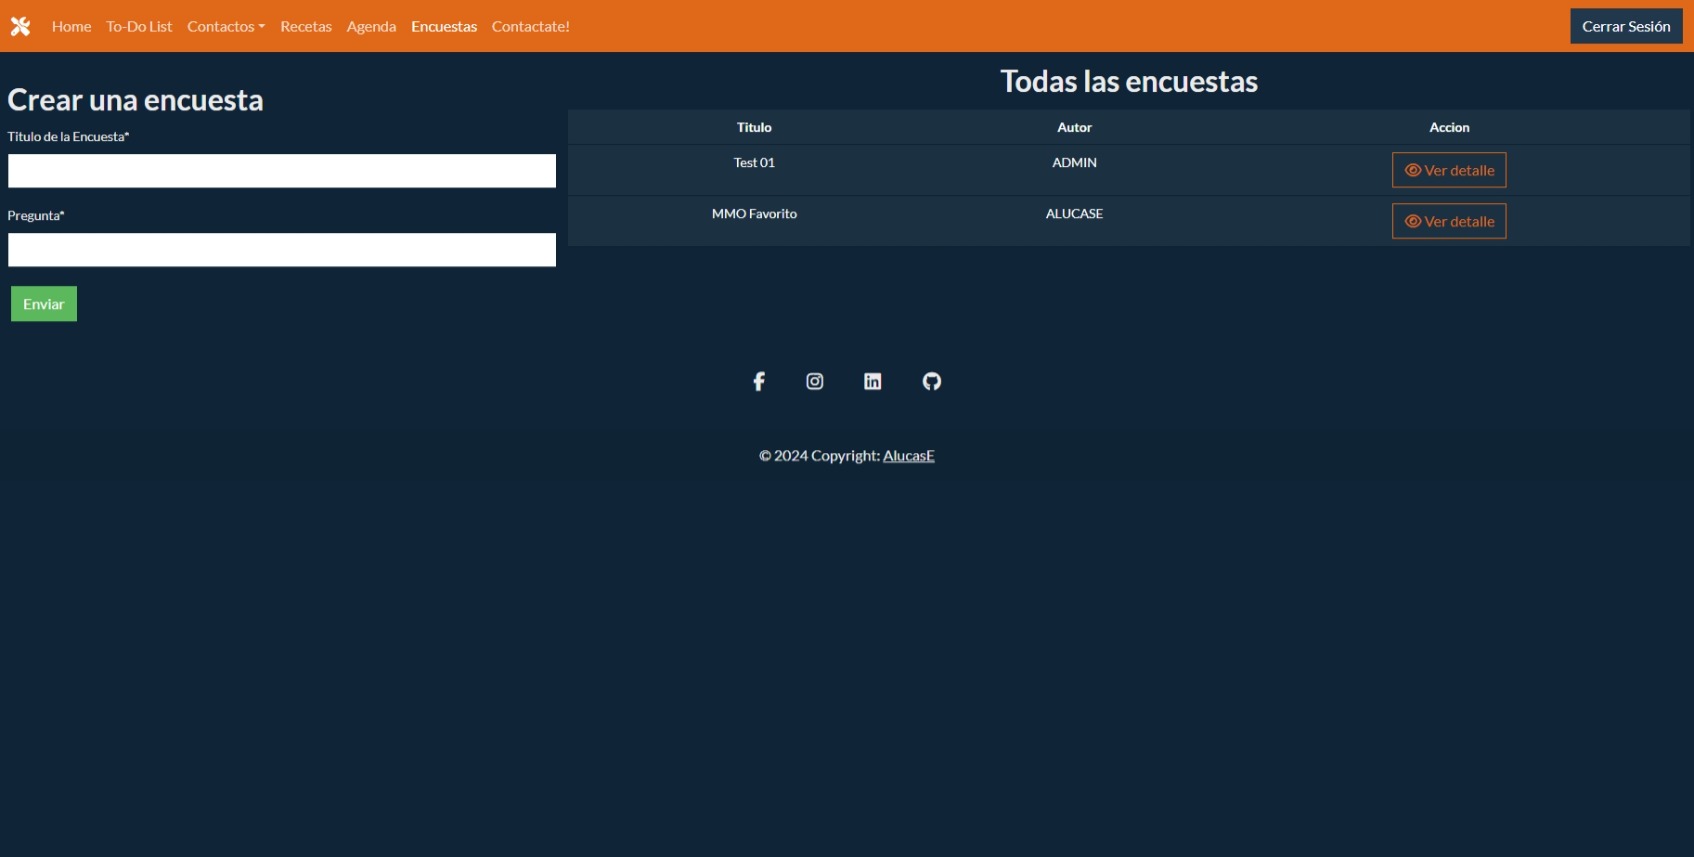 Home To-Do List Contactos Recetas Agenda Encuestas Contactate! Cerrar Sesión
Crear una encuesta
Titulo de la Encuesta*
Pregunta*
Enviar
Todas las encuestas
Titulo Autor Accion
Test 01 ADMIN Ver detalle
MMO Favorito ALUCASE Ver detalle
© 2024 Copyright: AlucasE